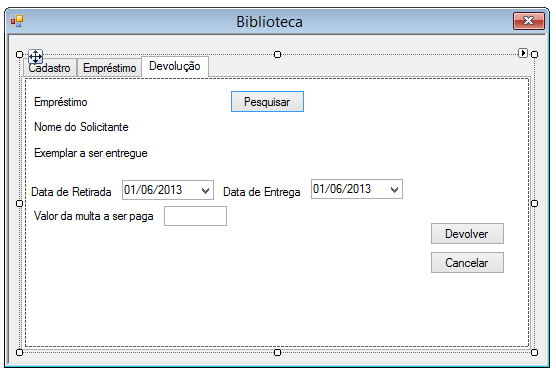 Biblioteca
Cadastro Empréstimo Devolução
Empréstimo Pesquisar
Nome do Solicitante
Exemplar a ser entregue
Data de Retirada 01/06/2013 Data de Entrega 01/06/2013
Valor da multa a ser paga
Devolver
Cancelar